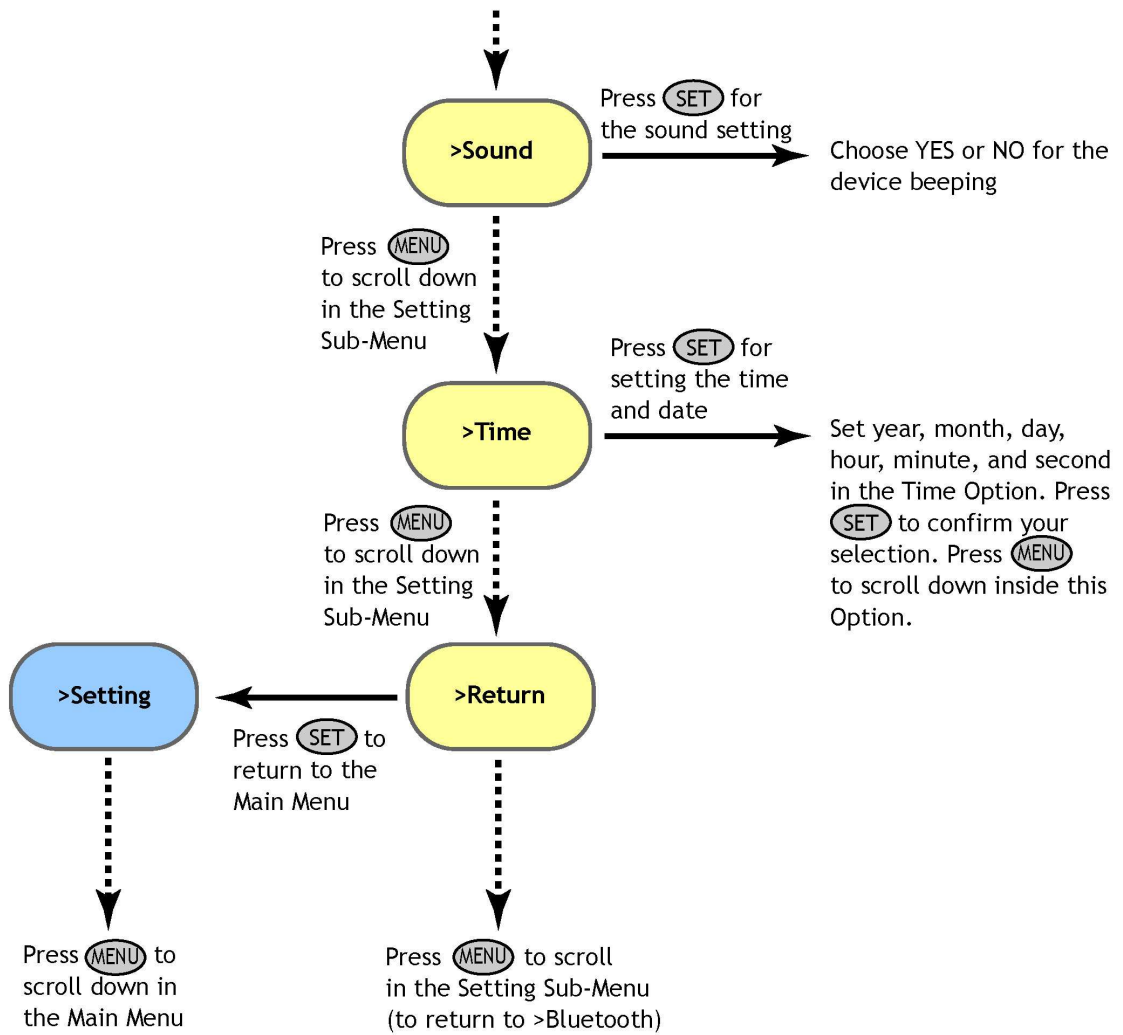 Press SET for
the sound setting
>Sound
Choose YES or NO for the
device beeping
Press MENU
to scroll down
in the Setting
Sub-Menu
Press SET for
setting the time
and date
>Time
Set year, month, day,
hour, minute, and second
in the Time Option. Press
SET to confirm your
selection. Press MENU
to scroll down inside this
Option.
Press MENU
to scroll down
in the Setting
Sub-Menu
>Setting
>Return
Press SET to
return to the
Main Menu
Press MENU to
scroll down in
the Main Menu
Press MENU to scroll
in the Setting Sub-Menu
(to return to >Bluetooth)